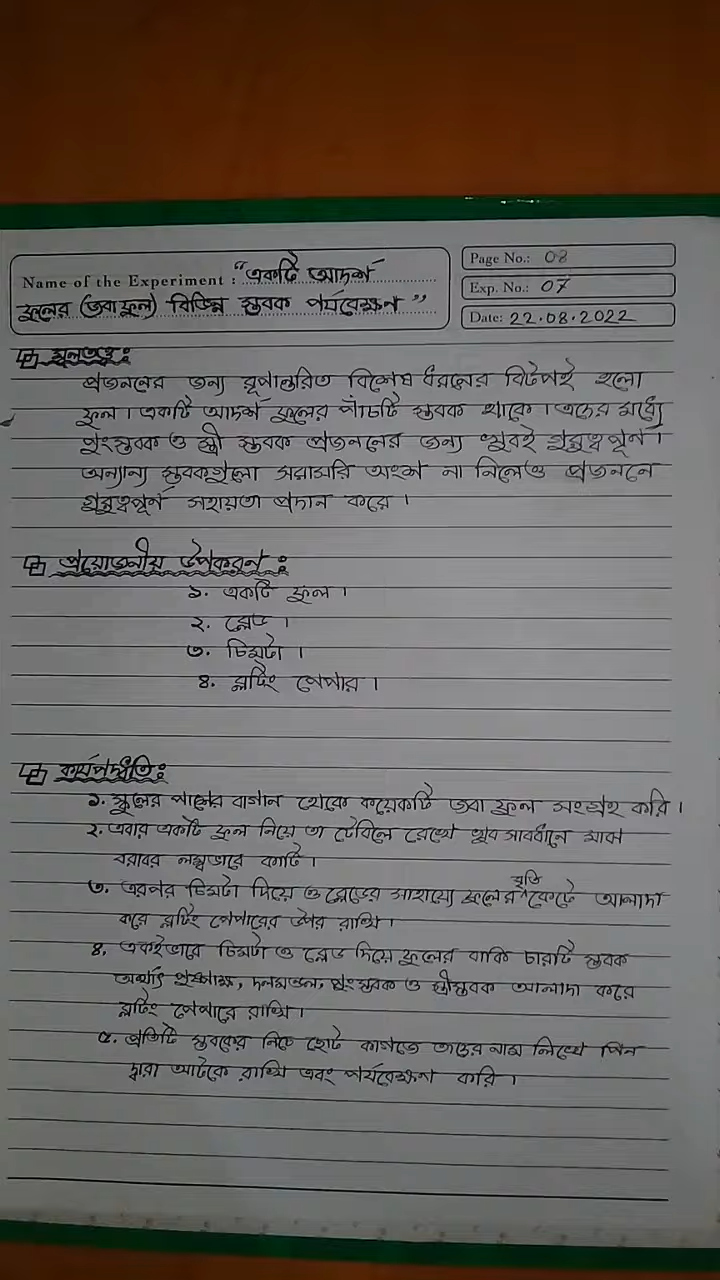 Name of the Experiment : "একটি আদর্শ
ফুলের (জবা ফুল) বিভিন্ন স্তবক পর্যবেক্ষণ"
Page No.: 08
Exp. No.: 07
Date: 22.08.2022
মূলতত্ত্ব :
প্রজননের জন্য রূপান্তরিত বিশেষ ধরনের বিটপই হলো
ফুল। একটি আদর্শ ফুলের পাঁচটি স্তবক থাকে। এদের মধ্যে
পুংস্তবক ও স্ত্রী স্তবক প্রজননের জন্য খুবই গুরুত্বপূর্ণ।
অন্যান্য স্তবকগুলো সরাসরি অংশ না নিলেও প্রজননে
গুরুত্বপূর্ণ সহায়তা প্রদান করে।
প্রয়োজনীয় উপকরণ :
১. একটি ফুল।
২. ব্লেড।
৩. চিমটা।
৪. ব্লটিং পেপার।
কার্যপদ্ধতি :
১. স্কুলের পাশের বাগান থেকে কয়েকটি জবা ফুল সংগ্রহ করি।
২. এবার একটি ফুল নিয়ে তা টেবিলে রেখে খুব সাবধানে মাঝ
বরাবর লম্বভাবে কাটি।
৩. এরপর চিমটা দিয়ে ও ব্লেডের সাহায্যে ফুলের বৃতি কেটে আলাদা
করে ব্লটিং পেপারের উপর রাখি।
৪. একইভাবে চিমটা ও ব্লেড দিয়ে ফুলের বাকি চারটি স্তবক
অর্থাৎ পুষ্পাক্ষ, দলমন্ডল, পুংস্তবক ও স্ত্রীস্তবক আলাদা করে
ব্লটিং পেপারে রাখি।
৫. প্রতিটি স্তবকের নিচে ছোট কাগজে তাদের নাম লিখে পিন
দ্বারা আটকে রাখি এবং পর্যবেক্ষণ করি।